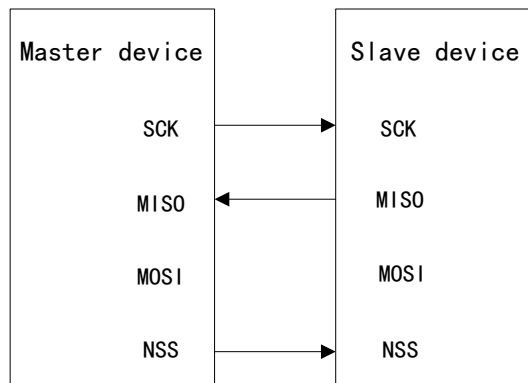 Master device
SCK
MISO
MOSI
NSS
Slave device
SCK
MISO
MOSI
NSS